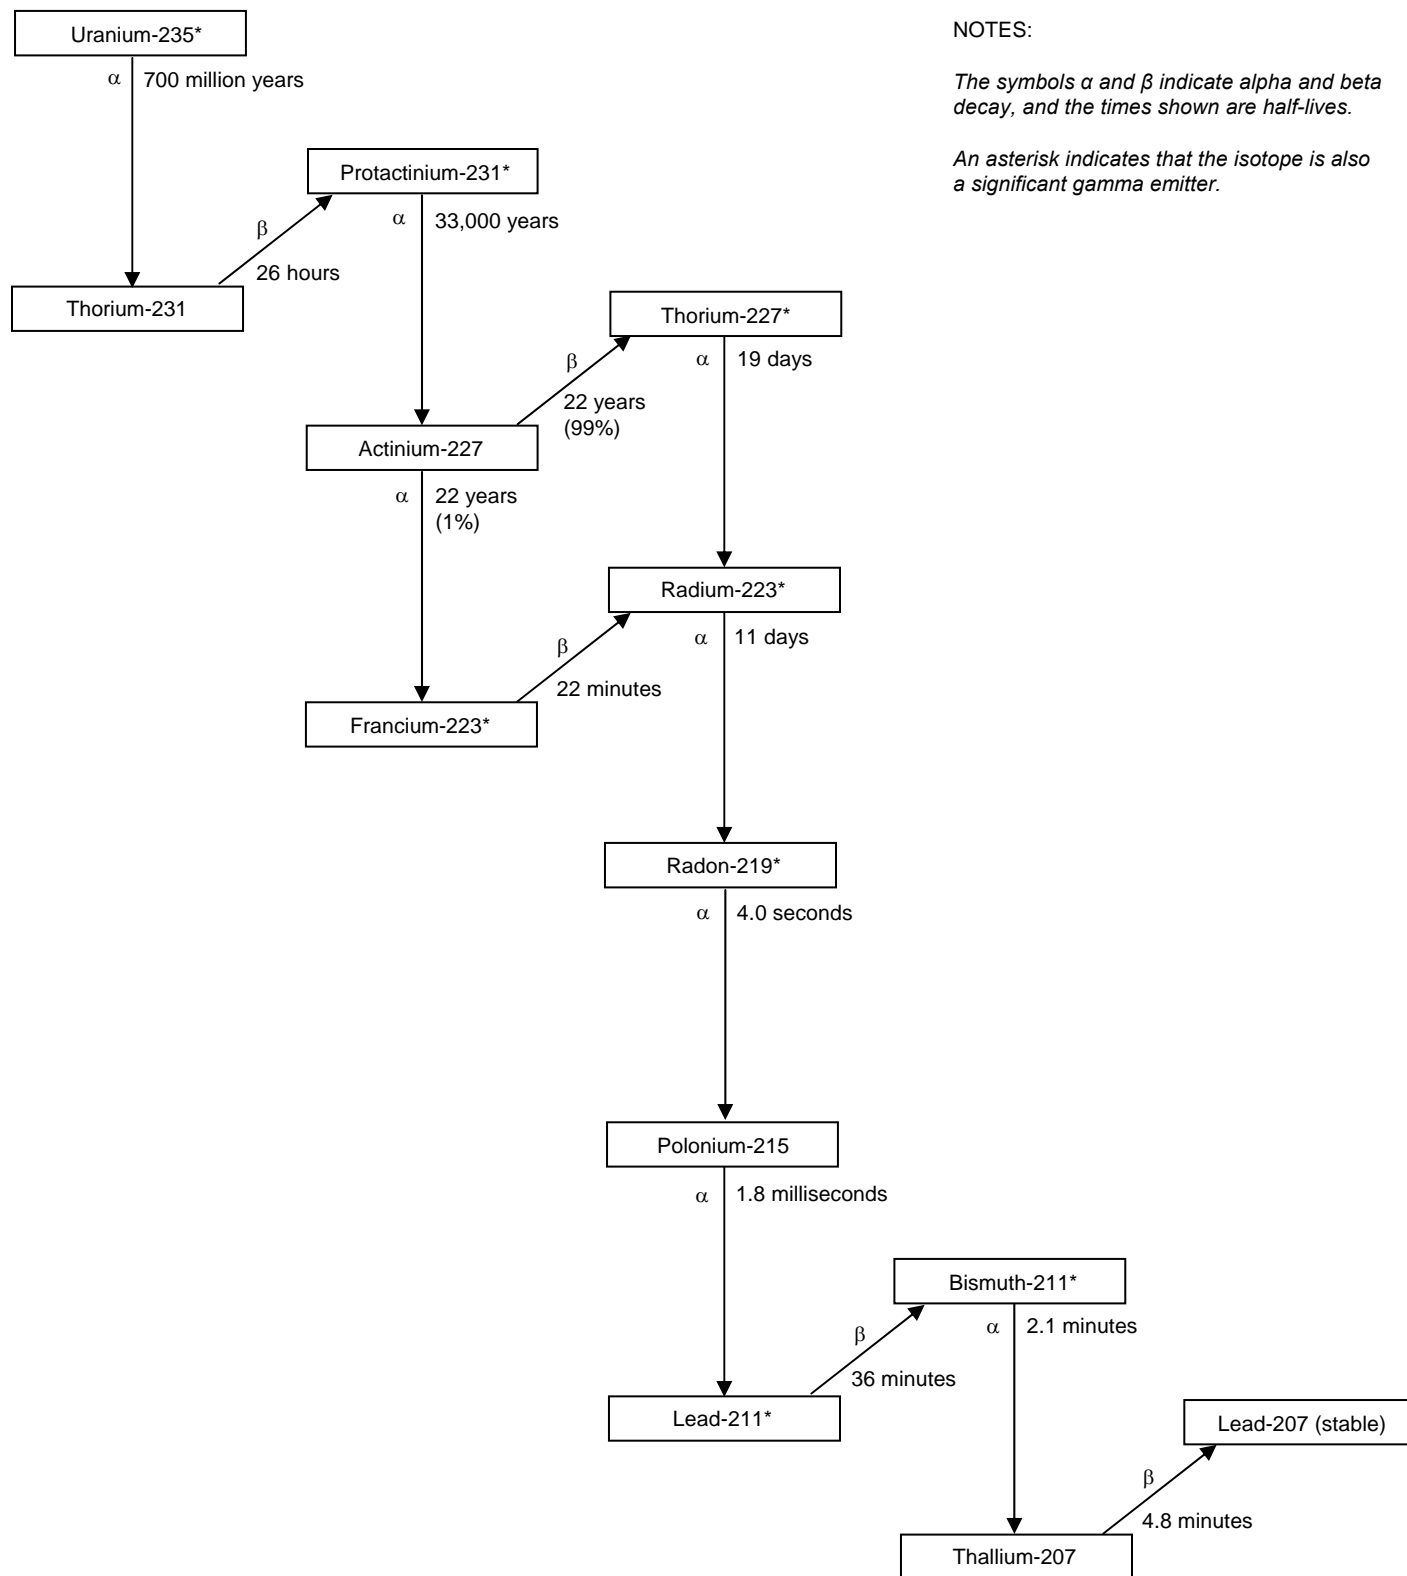 Uranium-235*
NOTES:
α 700 million years
The symbols α and β indicate alpha and beta
decay, and the times shown are half-lives.
An asterisk indicates that the isotope is also
a significant gamma emitter.
Protactinium-231*
α 33,000 years
β
26 hours
Thorium-231
Thorium-227*
α 19 days
β
22 years
(99%)
Actinium-227
α 22 years
(1%)
Radium-223*
α 11 days
β
22 minutes
Francium-223*
Radon-219*
α 4.0 seconds
Polonium-215
α 1.8 milliseconds
Bismuth-211*
α 2.1 minutes
β
36 minutes
Lead-211*
Lead-207 (stable)
β
4.8 minutes
Thallium-207